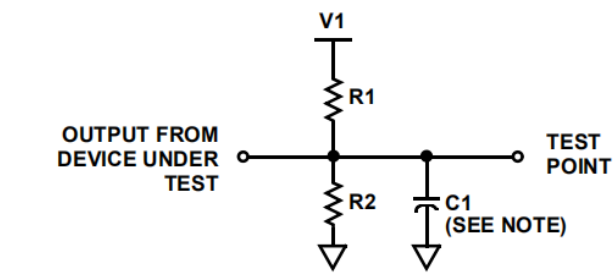 V1
R1
OUTPUT FROM
DEVICE UNDER
TEST
TEST
POINT
R2
C1
(SEE NOTE)